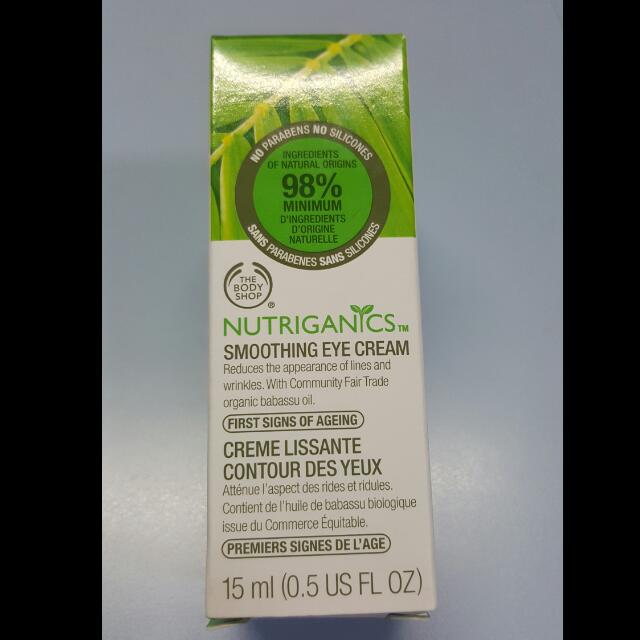 NO PARABENS NO SILICONES
INGREDIENTS
OF NATURAL ORIGINS
98%
MINIMUM
D'INGREDIENTS
D'ORIGINE
NATURELLE
SANS PARABENES SANS SILICONES
THE
BODY
SHOP
®
NUTRIGANICS™
SMOOTHING EYE CREAM
Reduces the appearance of lines and
wrinkles. With Community Fair Trade
organic babassu oil.
FIRST SIGNS OF AGEING
CREME LISSANTE
CONTOUR DES YEUX
Atténue l'aspect des rides et ridules.
Contient de l'huile de babassu biologique
issue du Commerce Équitable.
PREMIERS SIGNES DE L'AGE
15 ml (0.5 US FL OZ)